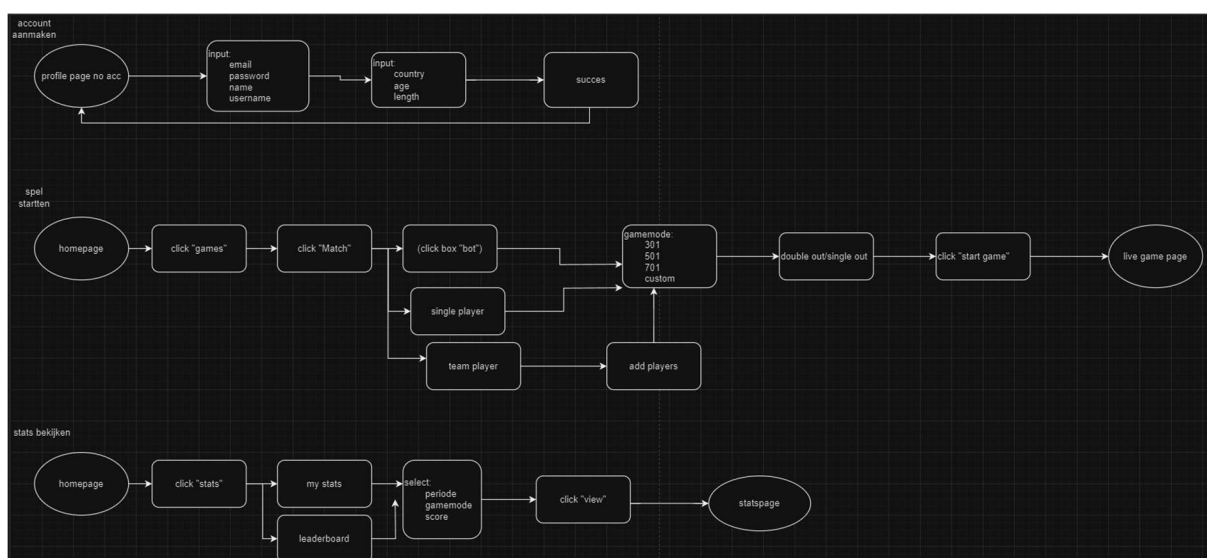 account
aanmaken
profile page no acc
input:
email
password
name
username
input:
country
age
length
succes
spel
startten
homepage
click "games"
click "Match"
(click box "bot")
single player
team player
add players
gamemode:
301
501
701
custom
double out/single out
click "start game"
live game page
stats bekijken
homepage
click "stats"
my stats
leaderboard
select:
periode
gamemode
score
click "view"
statspage